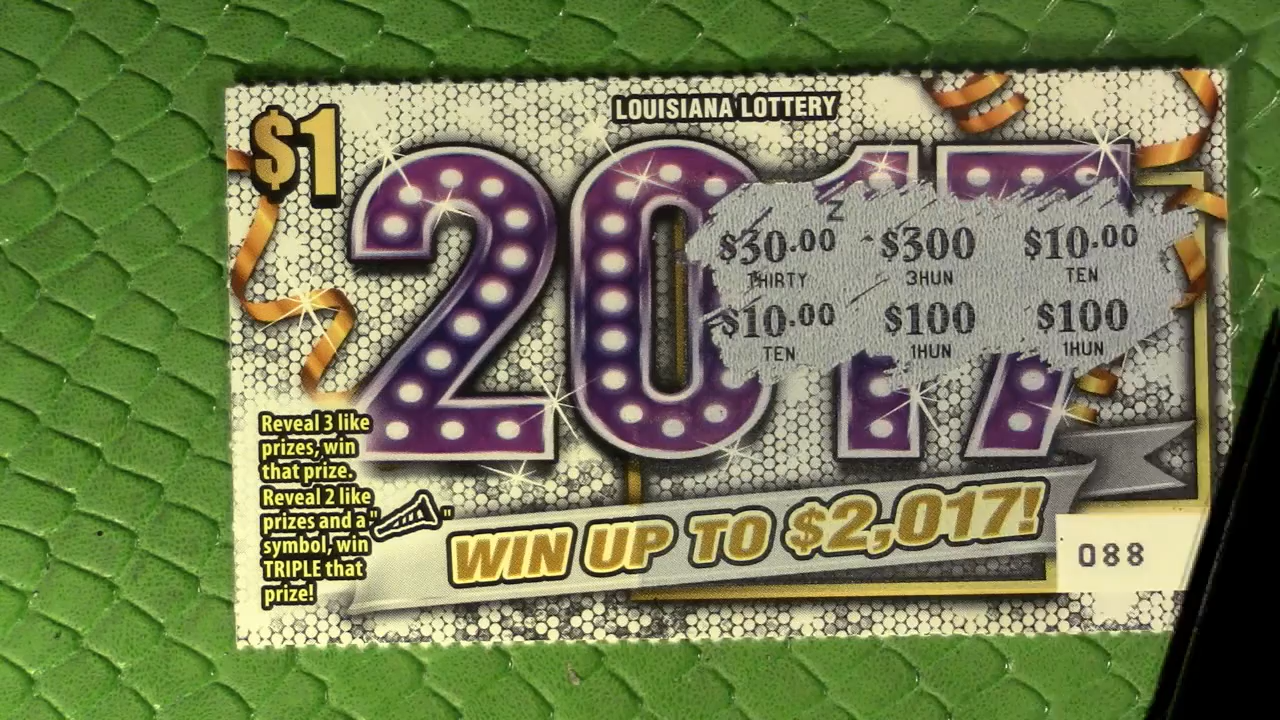 LOUISIANA LOTTERY
$1
2017
Z
$30.00 $300 $10.00
THIRTY 3HUN TEN
$10.00 $100 $100
TEN 1HUN 1HUN
Reveal 3 like
prizes, win
that prize.
Reveal 2 like
prizes and a " "
symbol, win
TRIPLE that
prize!
WIN UP TO $2,017!
088